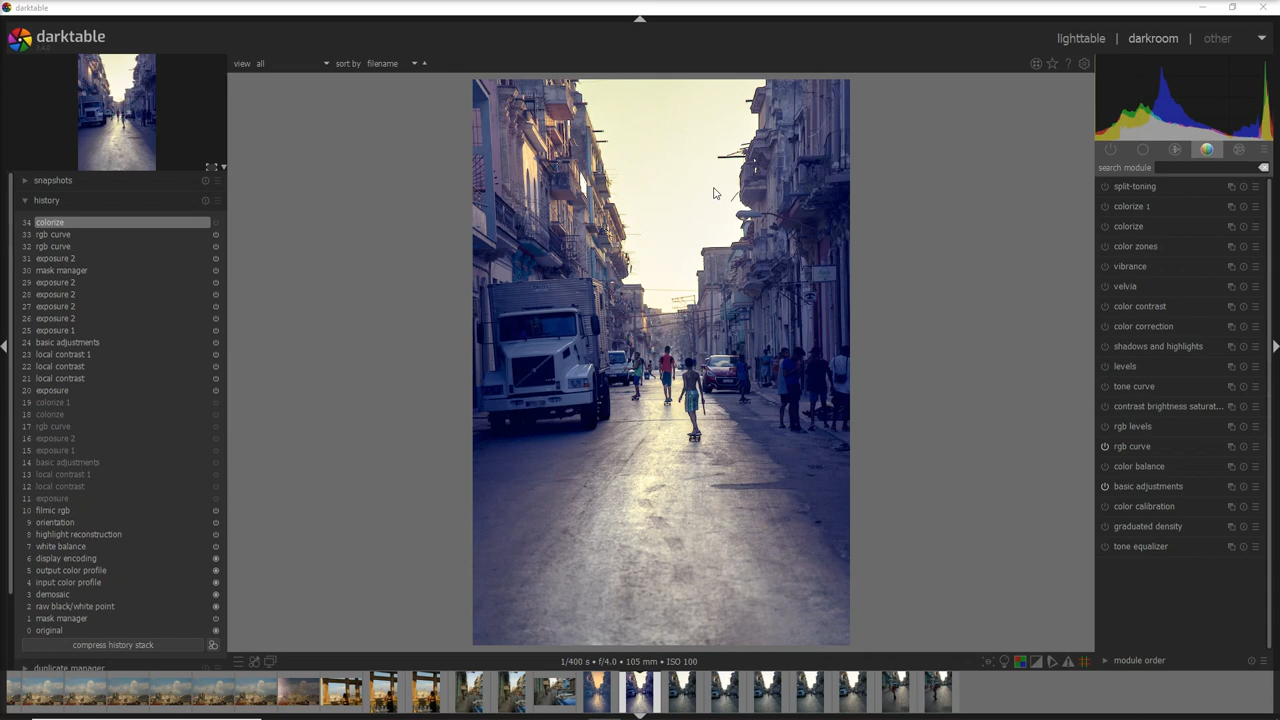 darktable
darktable
3.4.0
lighttable | darkroom | other
view all sort by filename
search module
snapshots
history
34 colorize
33 rgb curve
32 rgb curve
31 exposure 2
30 mask manager
29 exposure 2
28 exposure 2
27 exposure 2
26 exposure 2
25 exposure 1
24 basic adjustments
23 local contrast 1
22 local contrast
21 local contrast
20 exposure
19 colorize 1
18 colorize
17 rgb curve
16 exposure 2
15 exposure 1
14 basic adjustments
13 local contrast 1
12 local contrast
11 exposure
10 filmic rgb
9 orientation
8 highlight reconstruction
7 white balance
6 display encoding
5 output color profile
4 input color profile
3 demosaic
2 raw black/white point
1 mask manager
0 original
compress history stack
duplicate manager
split-toning
colorize 1
colorize
color zones
vibrance
velvia
color contrast
color correction
shadows and highlights
levels
tone curve
contrast brightness saturat...
rgb levels
rgb curve
color balance
basic adjustments
color calibration
graduated density
tone equalizer
module order
1/400 s • f/4.0 • 105 mm • ISO 100